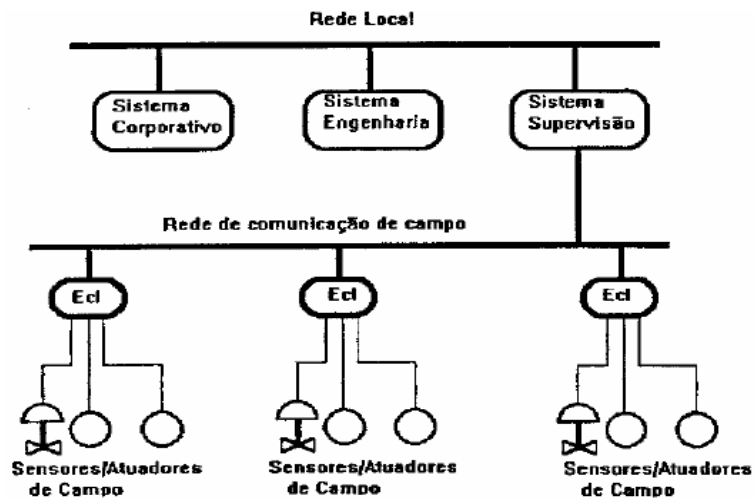 Rede Local
Sistema
Corporativo
Sistema
Engenharia
Sistema
Supervisão
Rede de comunicação de campo
Ecl
Ecl
Ecl
Sensores/Atuadores
de Campo
Sensores/Atuadores
de Campo
Sensores/Atuadores
de Campo